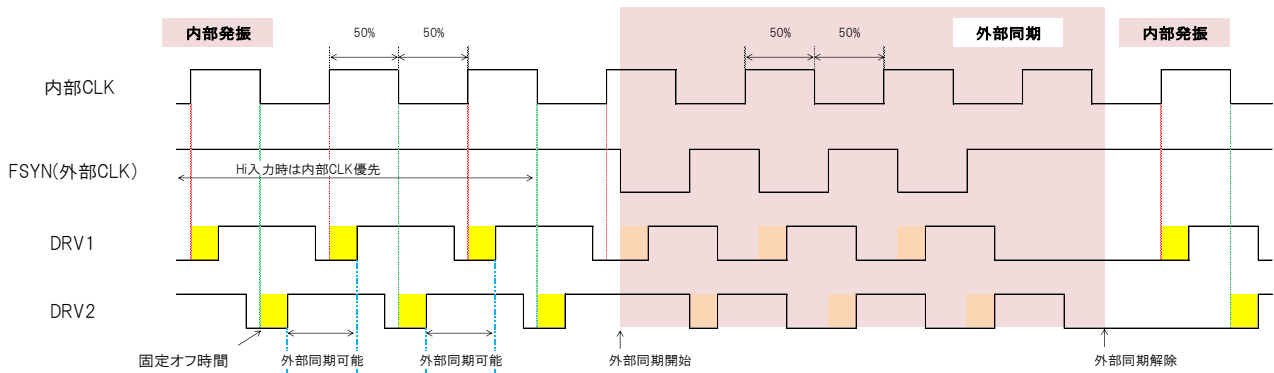 内部発振
50%
50%
50%
50%
外部同期
内部発振
内部CLK
FSYN(外部CLK)
Hi入力時は内部CLK優先
DRV1
DRV2
固定オフ時間
外部同期可能
外部同期可能
外部同期開始
外部同期解除